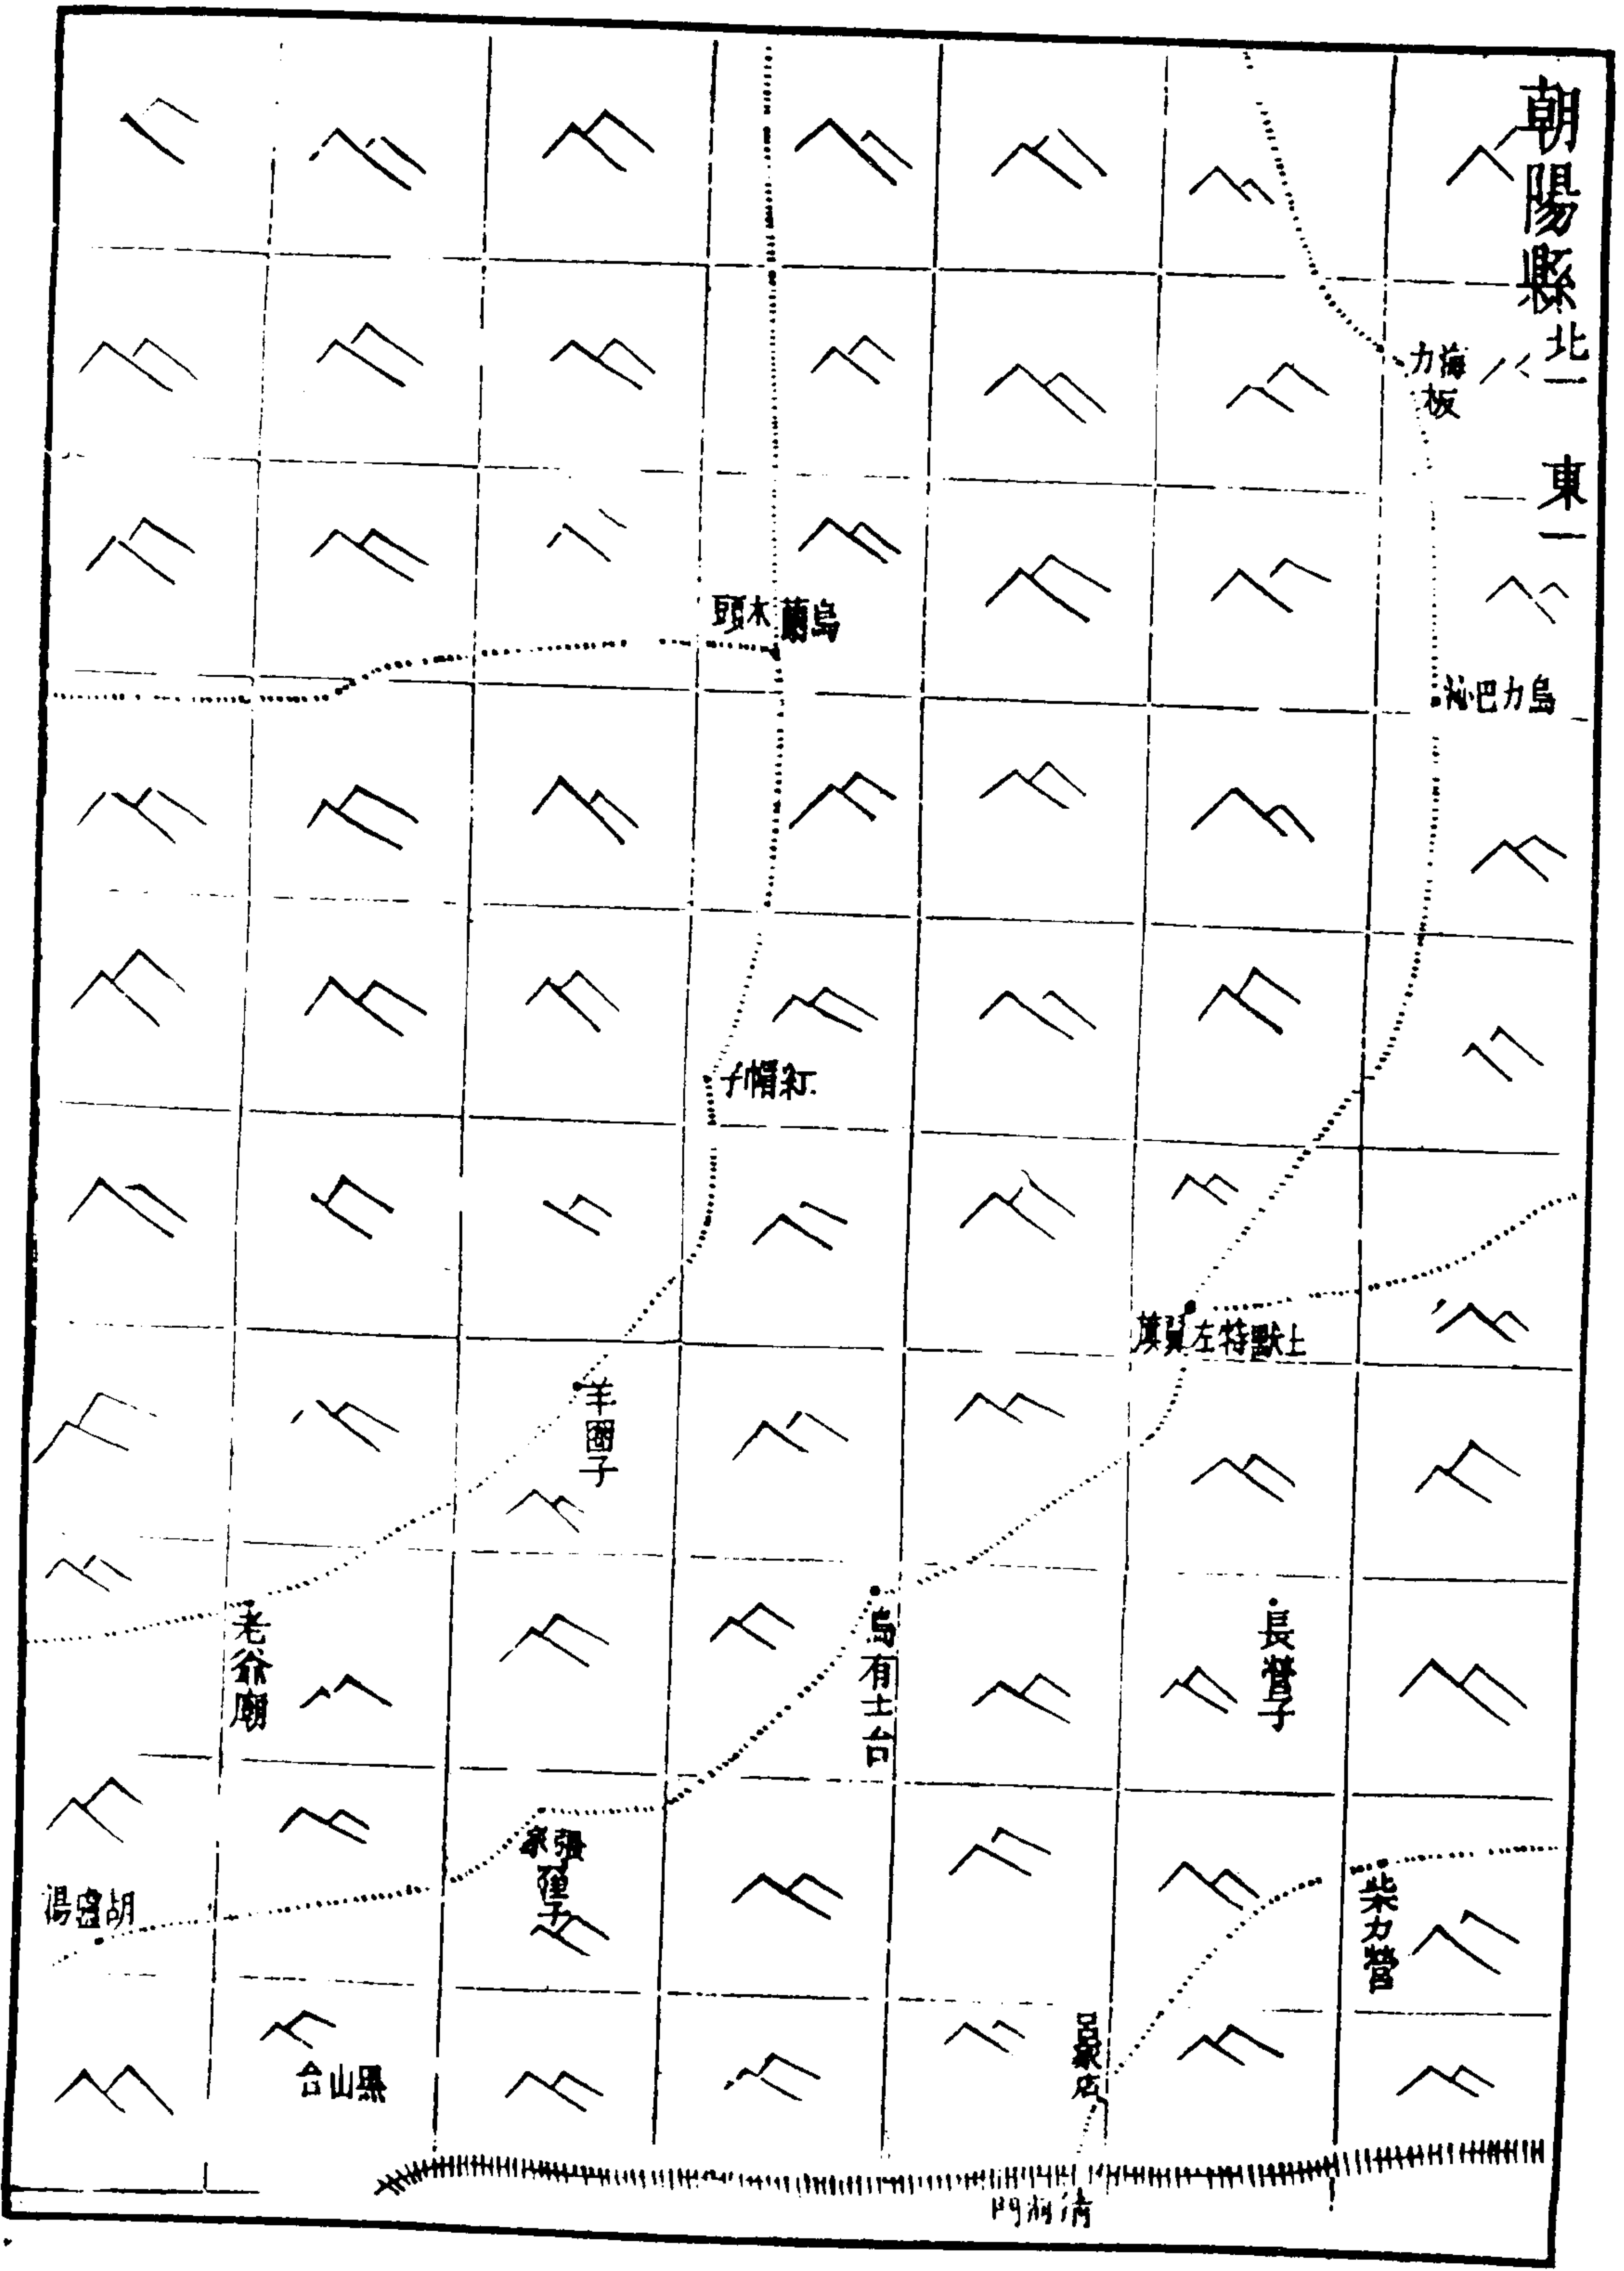 朝陽縣北一 東一
海力板
烏蘭木頭
烏力巴沁
紅帽子
土默特左翼旗
羊圈子
長營子
烏有土台
老爺廟
張家窪子
柴力營
胡盧湯
呂家店
黑山台
清河門